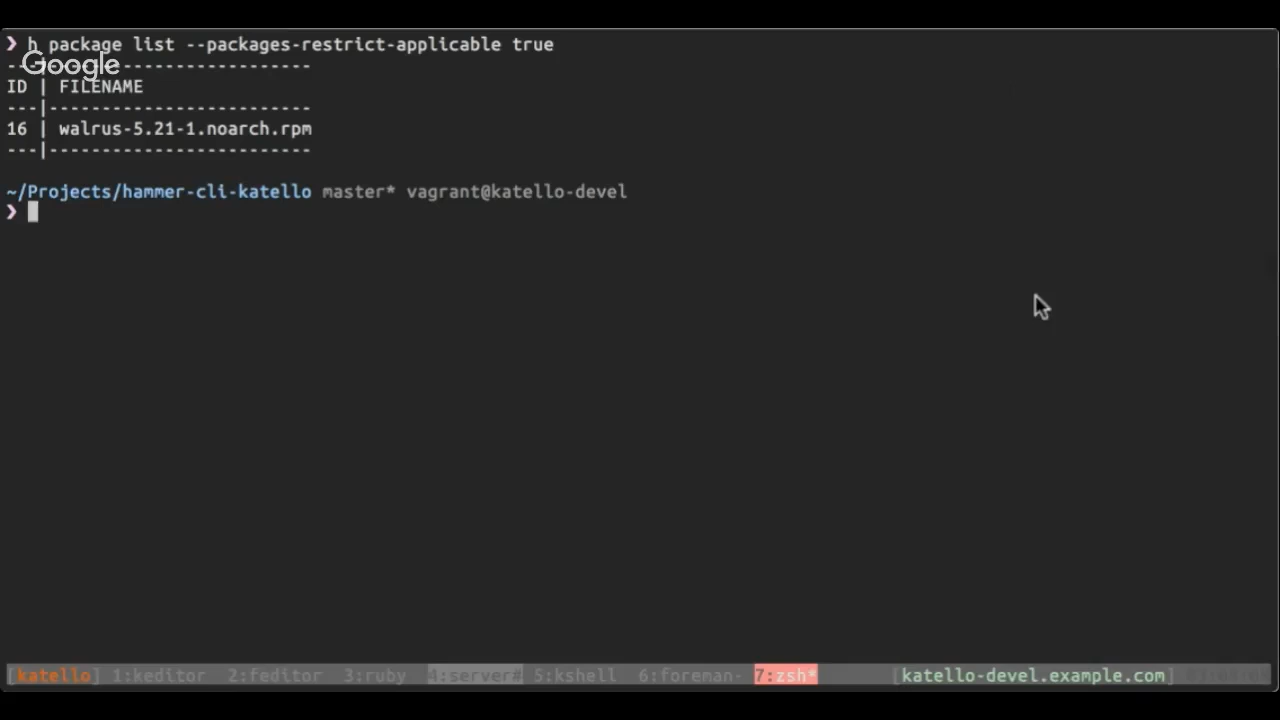 ❯ h package list --packages-restrict-applicable true
Google
---|-------------------------
ID | FILENAME
---|-------------------------
16 | walrus-5.21-1.noarch.rpm
---|-------------------------
~/Projects/hammer-cli-katello master* vagrant@katello-devel
❯
[katello] 1:keditor 2:feditor 3:ruby 4:server# 5:kshell 6:foreman- 7:zsh* [katello-devel.example.com]